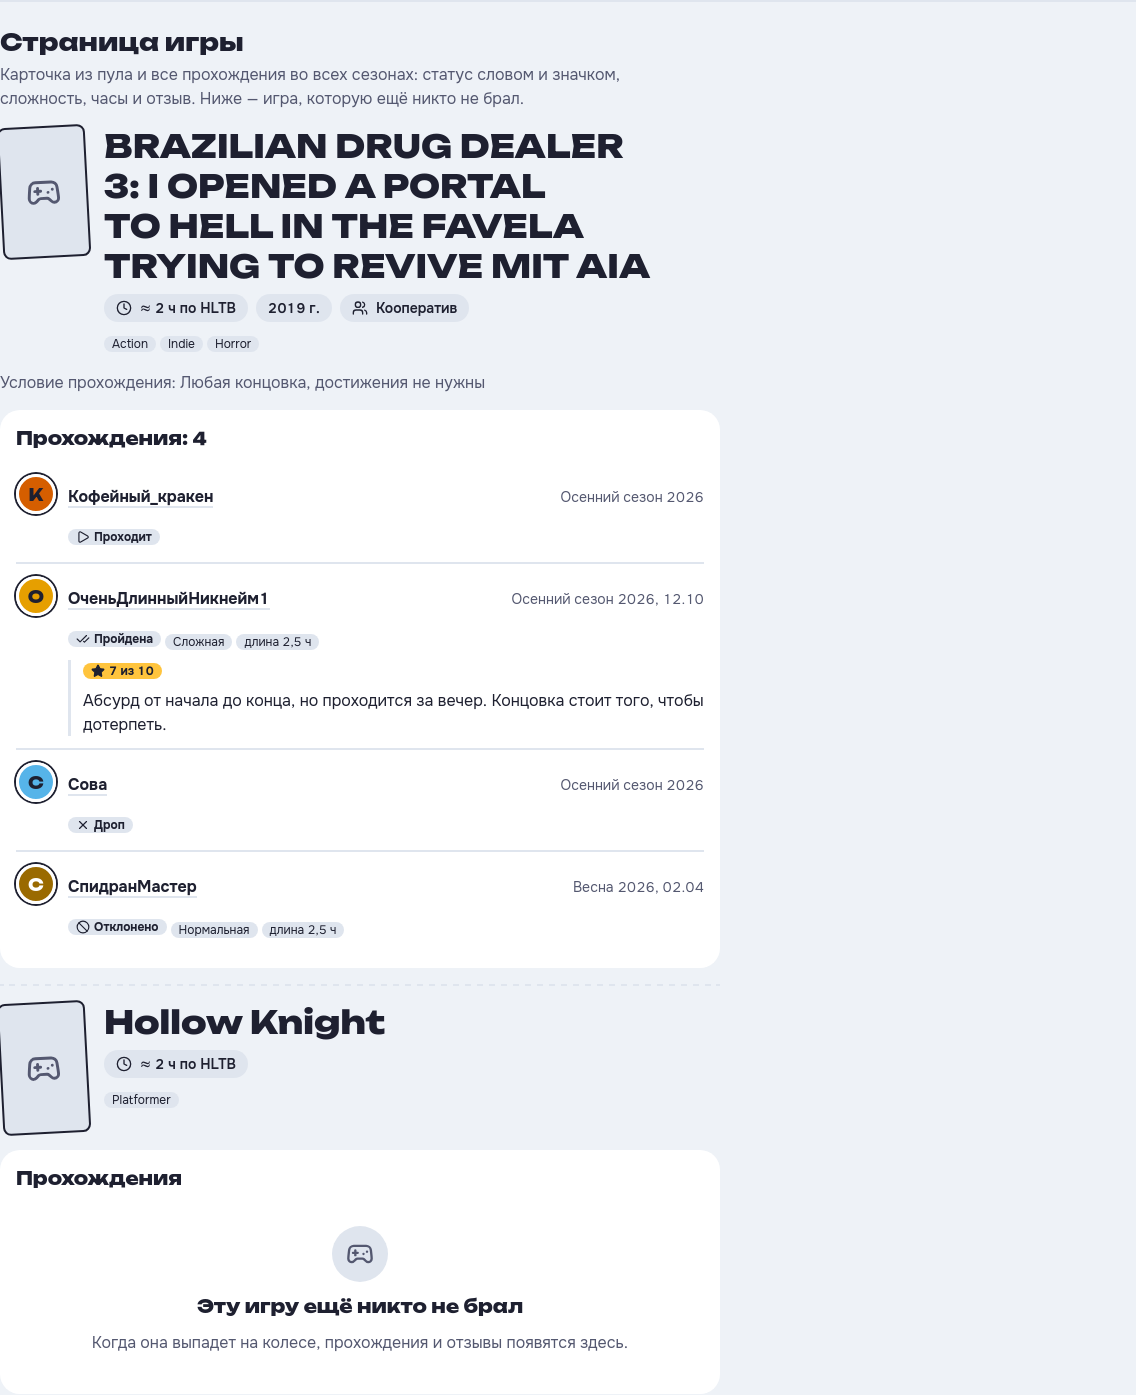 Страница игры
Карточка из пула и все прохождения во всех сезонах: статус словом и значком,
сложность, часы и отзыв. Ниже — игра, которую ещё никто не брал.
BRAZILIAN DRUG DEALER
3: I OPENED A PORTAL
TO HELL IN THE FAVELA
TRYING TO REVIVE MIT AIA
≈ 2 ч по HLTB 2019 г. Кооператив
Action Indie Horror
Условие прохождения: Любая концовка, достижения не нужны
Прохождения: 4
К Кофейный_кракен Осенний сезон 2026
Проходит
О ОченьДлинныйНикнейм1 Осенний сезон 2026, 12.10
Пройдена Сложная длина 2,5 ч
7 из 10
Абсурд от начала до конца, но проходится за вечер. Концовка стоит того, чтобы
дотерпеть.
С Сова Осенний сезон 2026
Дроп
С СпидранМастер Весна 2026, 02.04
Отклонено Нормальная длина 2,5 ч
Hollow Knight
≈ 2 ч по HLTB
Platformer
Прохождения
Эту игру ещё никто не брал
Когда она выпадет на колесе, прохождения и отзывы появятся здесь.